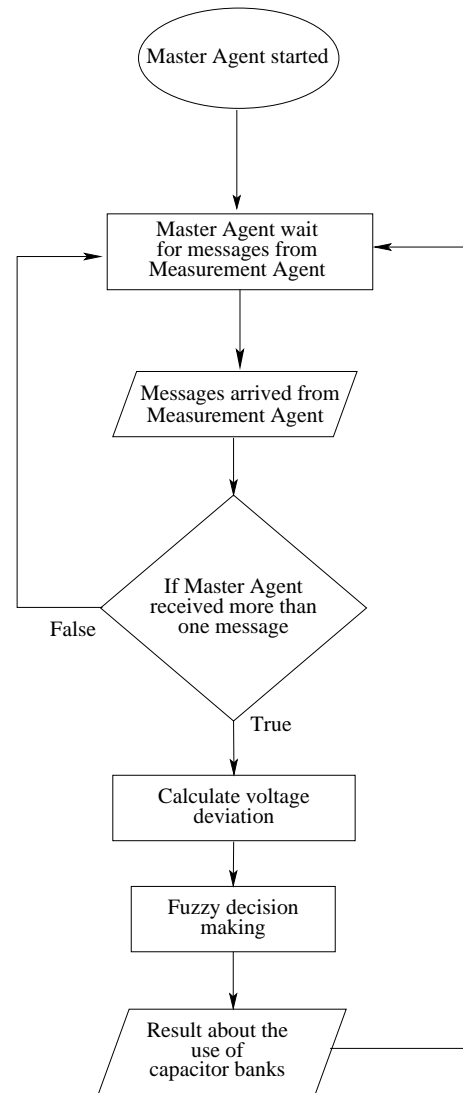 Master Agent started
Master Agent wait
for messages from
Measurement Agent
Messages arrived from
Measurement Agent
If Master Agent
received more than
one message
False
True
Calculate voltage
deviation
Fuzzy decision
making
Result about the
use of
capacitor banks